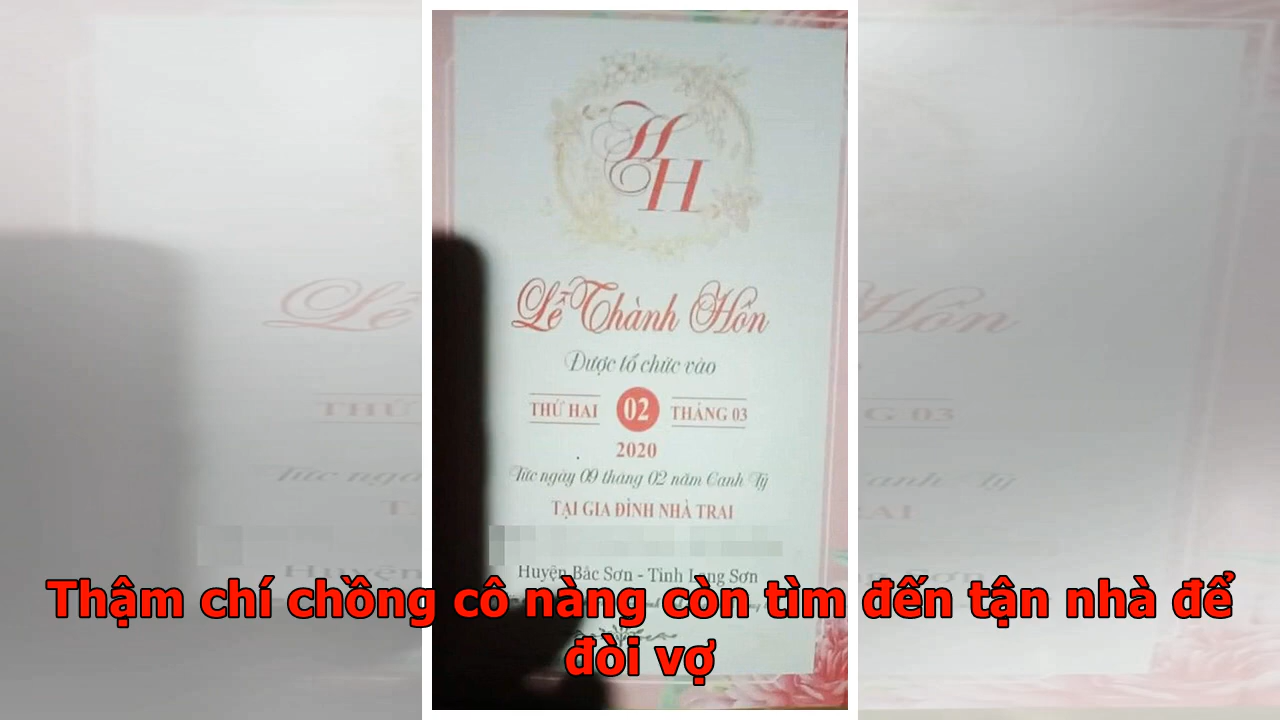 HH
Lễ Thành Hôn
Được tổ chức vào
THỨ HAI 02 THÁNG 03
2020
Tức ngày 09 tháng 02 năm Canh Tý
TẠI GIA ĐÌNH NHÀ TRAI
Huyện Bắc Sơn - Tỉnh Lạng Sơn
Thậm chí chồng cô nàng còn tìm đến tận nhà để
đòi vợ